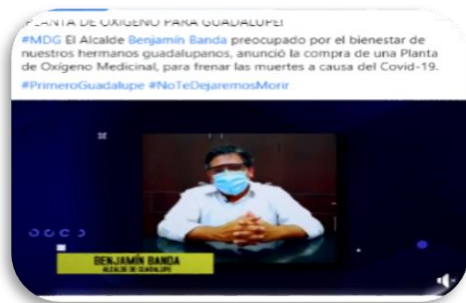 ¡PLANTA DE OXÍGENO PARA GUADALUPE!
#MDG El Alcalde Benjamín Banda preocupado por el bienestar de
nuestros hermanos guadalupanos, anunció la compra de una Planta
de Oxígeno Medicinal, para frenar las muertes a causa del Covid-19.
#PrimeroGuadalupe #NoTeDejaremosMorir
BENJAMÍN BANDA
ALCALDE DE GUADALUPE